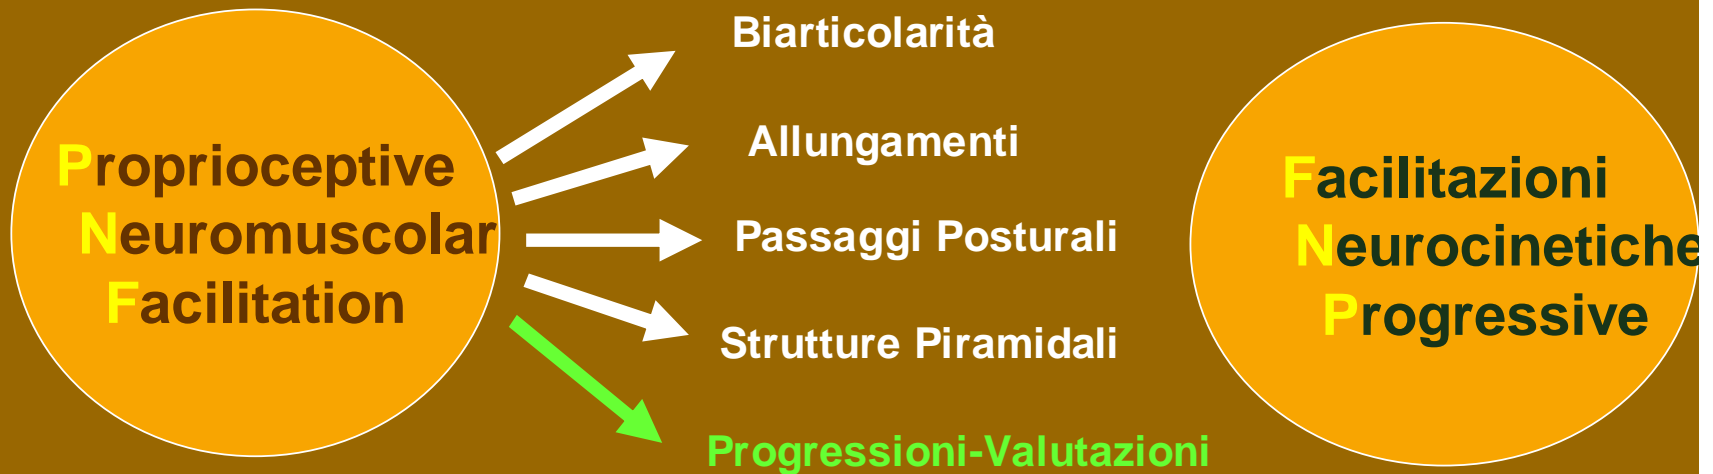 Proprioceptive
Neuromuscolar
Facilitation
Biarticolarità
Allungamenti
Passaggi Posturali
Strutture Piramidali
Progressioni-Valutazioni
Facilitazioni
Neurocinetiche
Progressive